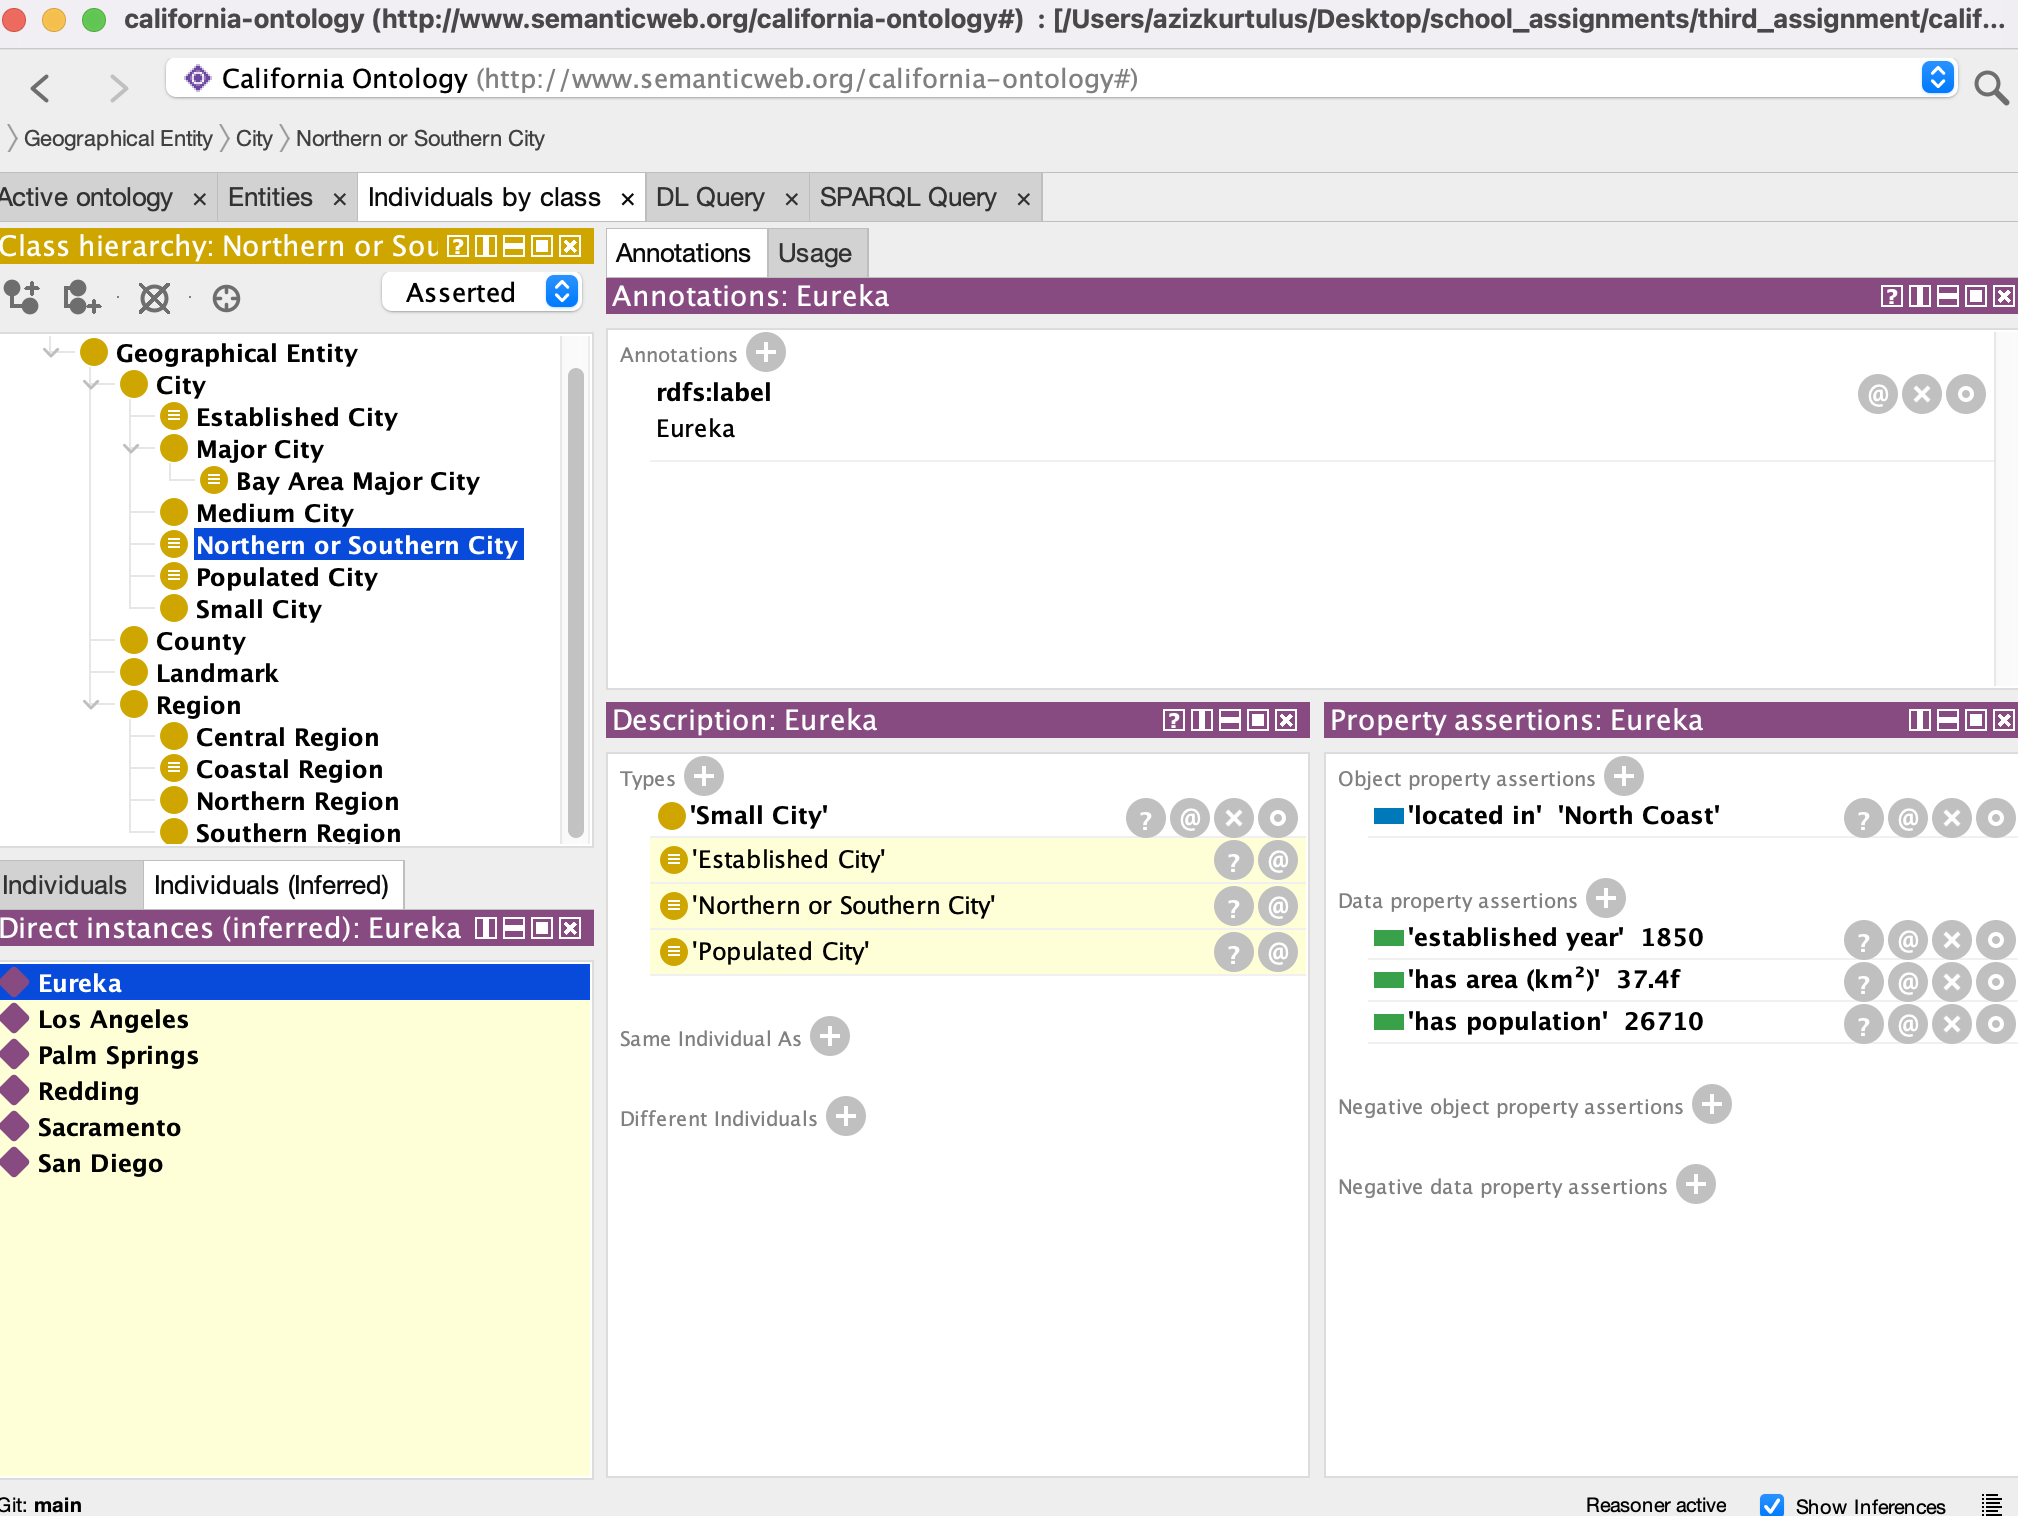 california-ontology (http://www.semanticweb.org/california-ontology#) : [/Users/azizkurtulus/Desktop/school_assignments/third_assignment/calif...
California Ontology (http://www.semanticweb.org/california-ontology#)
Geographical Entity City Northern or Southern City
Active ontology × Entities × Individuals by class × DL Query × SPARQL Query ×
Class hierarchy: Northern or Sou
Asserted
Geographical Entity
City
Established City
Major City
Bay Area Major City
Medium City
Northern or Southern City
Populated City
Small City
County
Landmark
Region
Central Region
Coastal Region
Northern Region
Southern Region
Individuals Individuals (Inferred)
Direct instances (inferred): Eureka
Eureka
Los Angeles
Palm Springs
Redding
Sacramento
San Diego
Annotations Usage
Annotations: Eureka
Annotations
rdfs:label
Eureka
Description: Eureka
Types
'Small City'
'Established City'
'Northern or Southern City'
'Populated City'
Same Individual As
Different Individuals
Property assertions: Eureka
Object property assertions
'located in' 'North Coast'
Data property assertions
'established year' 1850
'has area (km²)' 37.4f
'has population' 26710
Negative object property assertions
Negative data property assertions
Git: main
Reasoner active Show Inferences